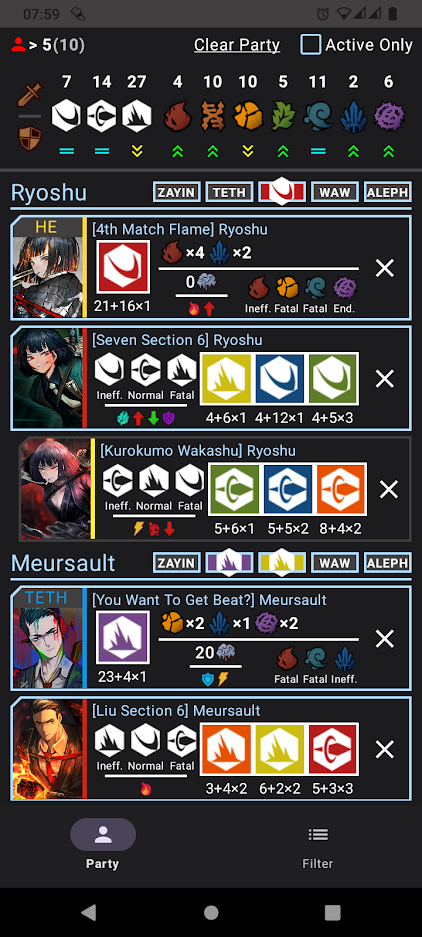 07:59
> 5(10) Clear Party Active Only
7 14 27 4 10 10 5 11 2 6
Ryoshu ZAYIN TETH WAW ALEPH
HE [4th Match Flame] Ryoshu
×4 ×2
0
21+16×1 Ineff. Fatal Fatal End.
[Seven Section 6] Ryoshu
Ineff. Normal Fatal
4+6×1 4+12×1 4+5×3
[Kurokumo Wakashu] Ryoshu
Ineff. Normal Fatal
5+6×1 5+5×2 8+4×2
Meursault ZAYIN WAW ALEPH
TETH [You Want To Get Beat?] Meursault
×2 ×1 ×2
20
23+4×1 Fatal Fatal Ineff.
[Liu Section 6] Meursault
Ineff. Normal Fatal
3+4×2 6+2×2 5+3×3
Party Filter